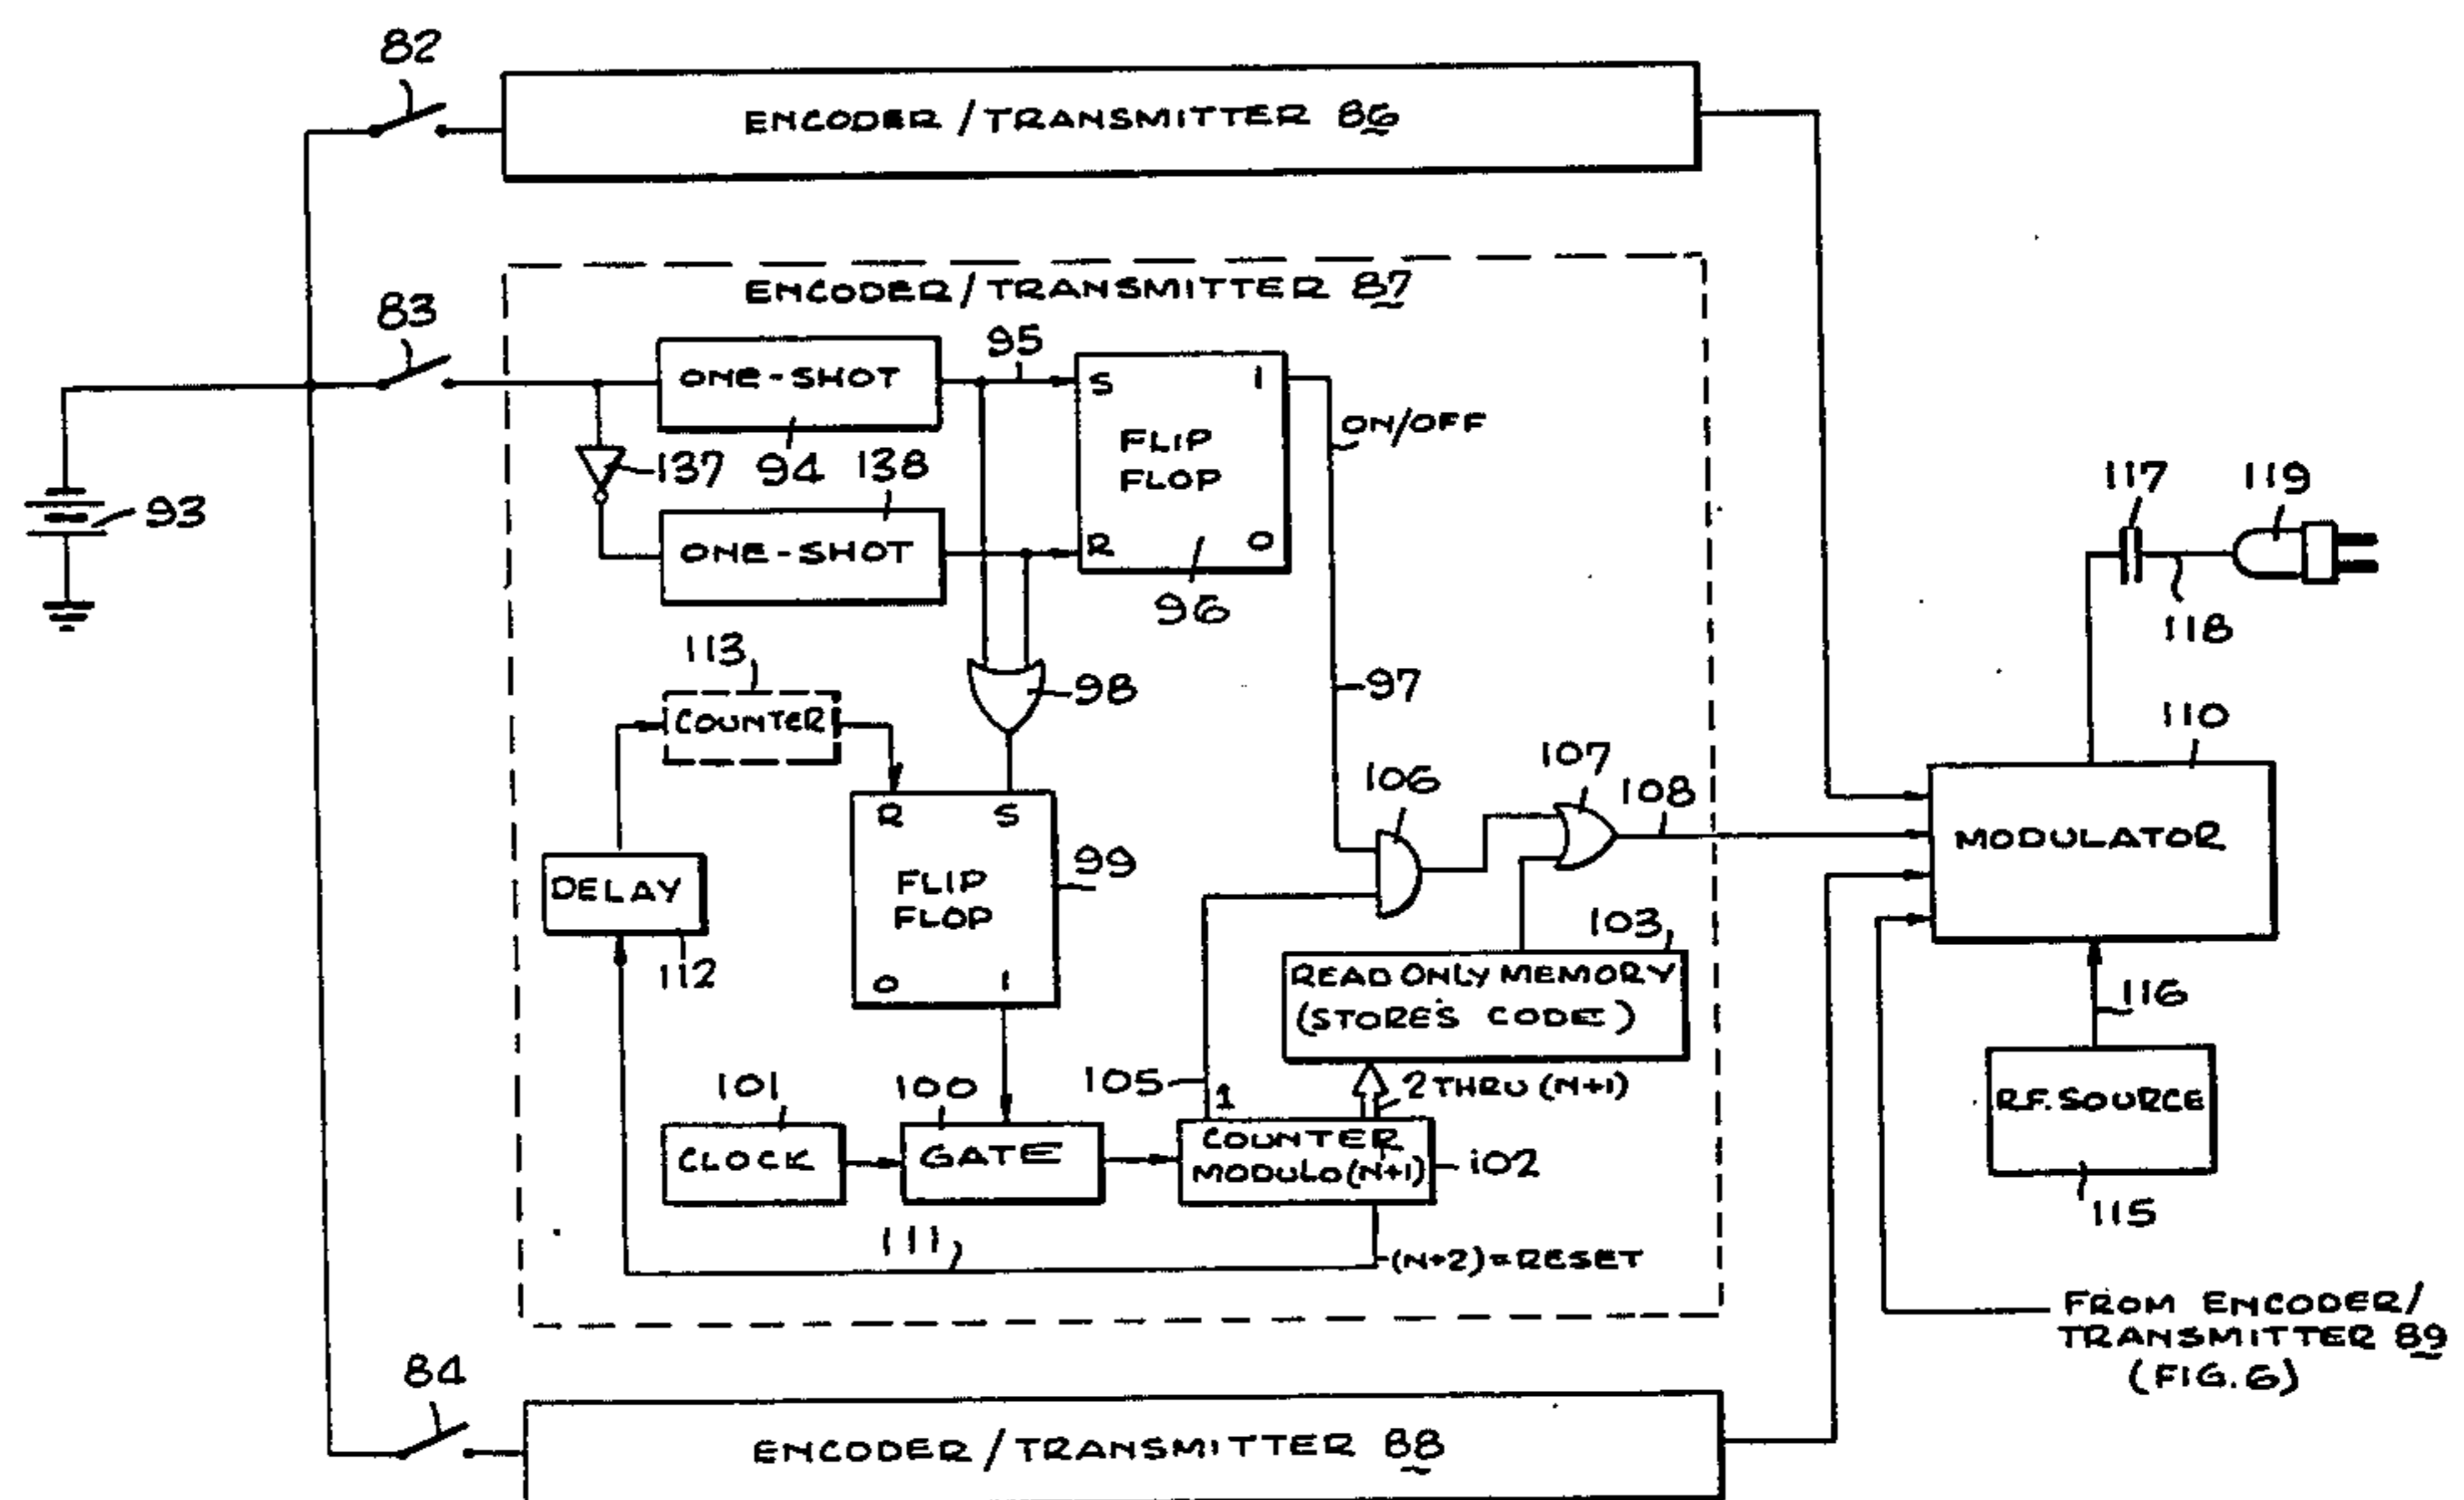 82
ENCODER/TRANSMITTER 86
83
ENCODER/TRANSMITTER 87
ONE-SHOT
95
S
1
ON/OFF
FLIP
FLOP
137
94
138
93
ONE-SHOT
R
0
96
117
119
118
113
98
97
COUNTER
110
107
106
108
R
S
MODULATOR
99
DELAY
FLIP
FLOP
112
103
0
1
READ ONLY MEMORY
(STORES CODE)
116
101
100
105
1
2 THRU (N+1)
R.F. SOURCE
CLOCK
GATE
COUNTER
MODULO (N+1)
102
115
111
(N+2)=RESET
FROM ENCODER/
TRANSMITTER 89
(FIG. 6)
84
ENCODER/TRANSMITTER 88